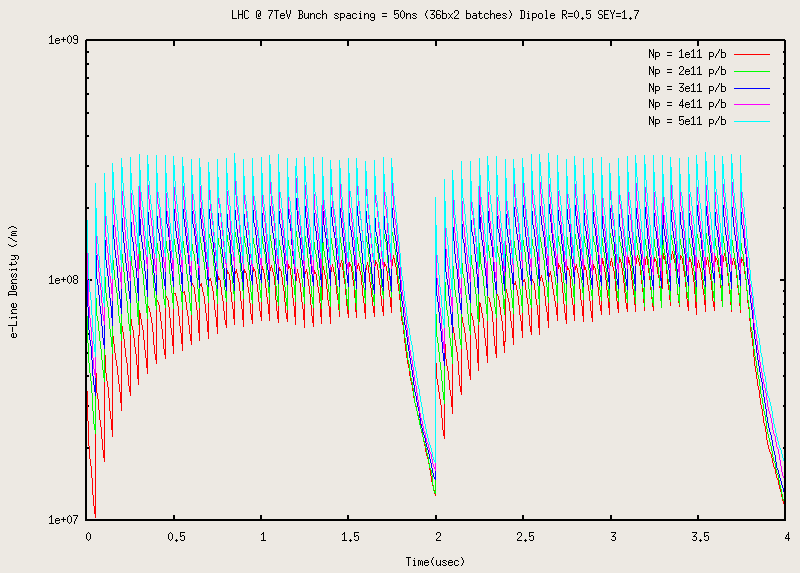 LHC @ 7TeV Bunch spacing = 50ns (36bx2 batches) Dipole R=0.5 SEY=1.7
1e+09
Np = 1e11 p/b
Np = 2e11 p/b
Np = 3e11 p/b
Np = 4e11 p/b
Np = 5e11 p/b
e-Line Density (/m)
1e+08
1e+07
0 0.5 1 1.5 2 2.5 3 3.5 4
Time(usec)